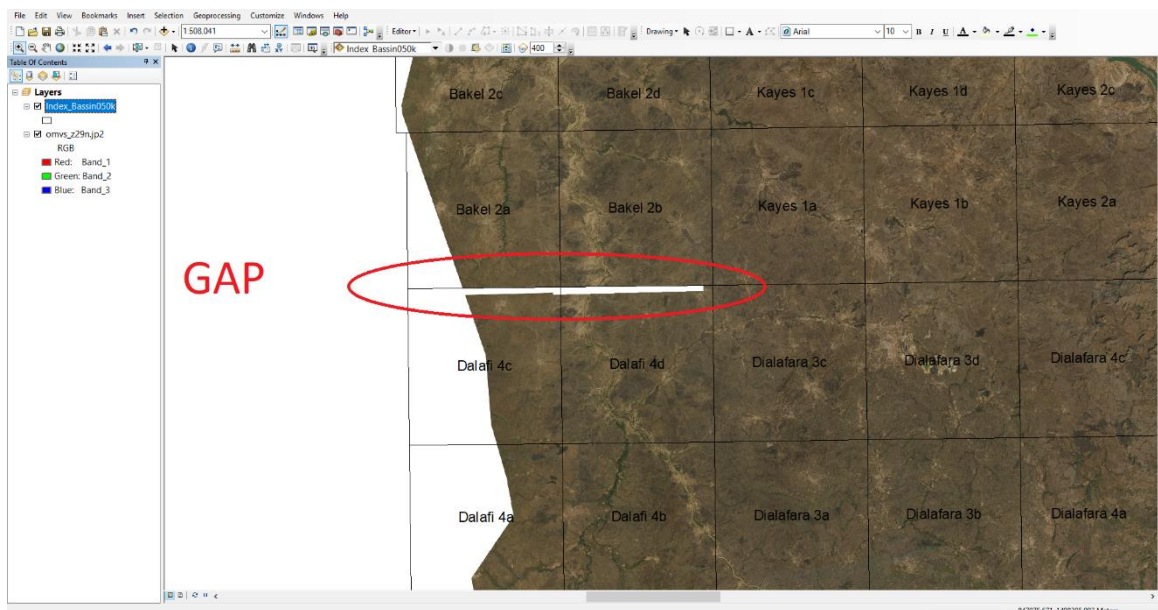 File Edit View Bookmarks Insert Selection Geoprocessing Customize Windows Help
1:508.041 Editor Drawing Arial 10 B I U A
Index_Bassin050k 400
Table Of Contents
Layers
Index_Bassin050k
omvs_z29n.jp2
RGB
Red: Band_1
Green: Band_2
Blue: Band_3
Bakel 2c Bakel 2d Kayes 1c Kayes 1d Kayes 2c
Bakel 2a Bakel 2b Kayes 1a Kayes 1b Kayes 2a
GAP
Dalafi 4c Dalafi 4d Dialafara 3c Dialafara 3d Dialafara 4c
Dalafi 4a Dalafi 4b Dialafara 3a Dialafara 3b Dialafara 4a